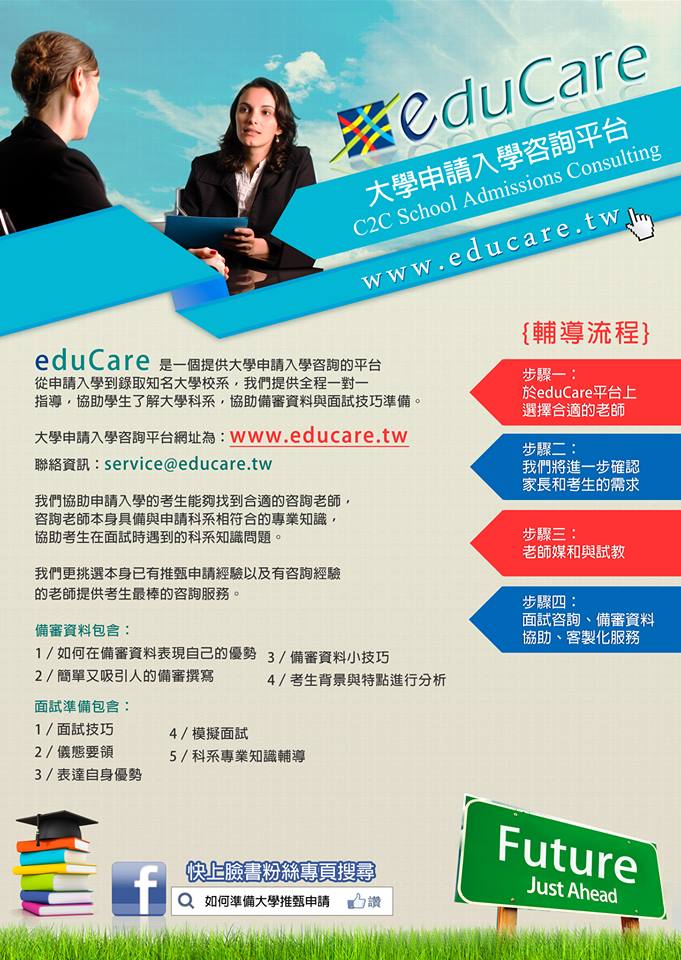 eduCare
大學申請入學咨詢平台
C2C School Admissions Consulting
www.educare.tw
eduCare 是一個提供大學申請入學咨詢的平台
從申請入學到錄取知名大學校系，我們提供全程一對一
指導，協助學生了解大學科系，協助備審資料與面試技巧準備。
大學申請入學咨詢平台網址為：www.educare.tw
聯絡資訊：service@educare.tw
我們協助申請入學的考生能夠找到合適的咨詢老師，
咨詢老師本身具備與申請科系相符合的專業知識，
協助考生在面試時遇到的科系知識問題。
我們更挑選本身已有推甄申請經驗以及有咨詢經驗
的老師提供考生最棒的咨詢服務。
備審資料包含：
1 / 如何在備審資料表現自己的優勢
2 / 簡單又吸引人的備審撰寫
3 / 備審資料小技巧
4 / 考生背景與特點進行分析
面試準備包含：
1 / 面試技巧
2 / 儀態要領
3 / 表達自身優勢
4 / 模擬面試
5 / 科系專業知識輔導
{輔導流程}
步驟一：
於eduCare平台上
選擇合適的老師
步驟二：
我們將進一步確認
家長和考生的需求
步驟三：
老師媒和與試教
步驟四：
面試咨詢、備審資料
協助、客製化服務
f
快上臉書粉絲專頁搜尋
如何準備大學推甄申請 讚
Future
Just Ahead